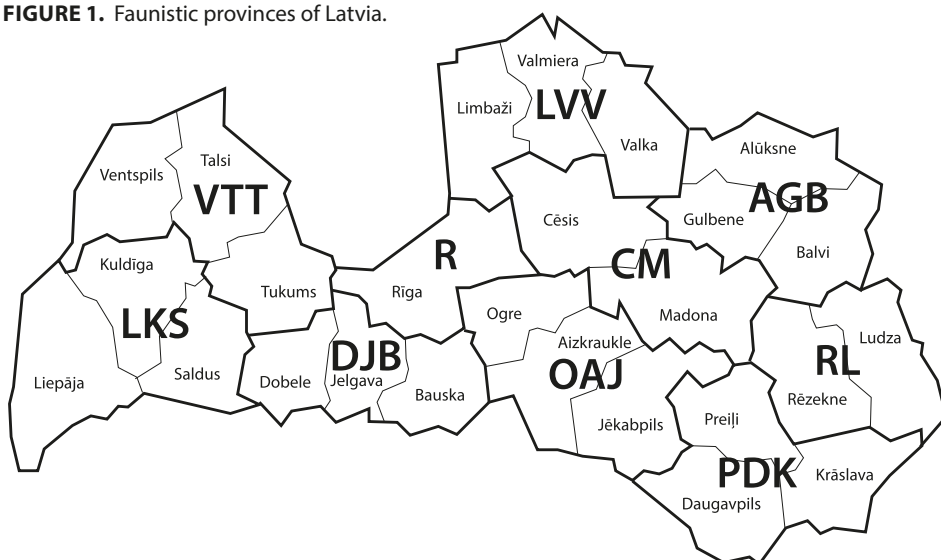 FIGURE 1. Faunistic provinces of Latvia.
Valmiera
Limbaži
LVV
Valka
Alūksne
Talsi
Ventspils
VTT
AGB
Gulbene
Cēsis
Balvi
R
CM
Kuldīga
Tukums
Rīga
Ogre
Madona
LKS
Aizkraukle
Ludza
DJB
RL
OAJ
Liepāja
Saldus
Dobele
Jelgava
Bauska
Rēzekne
Preiļi
Jēkabpils
PDK
Krāslava
Daugavpils